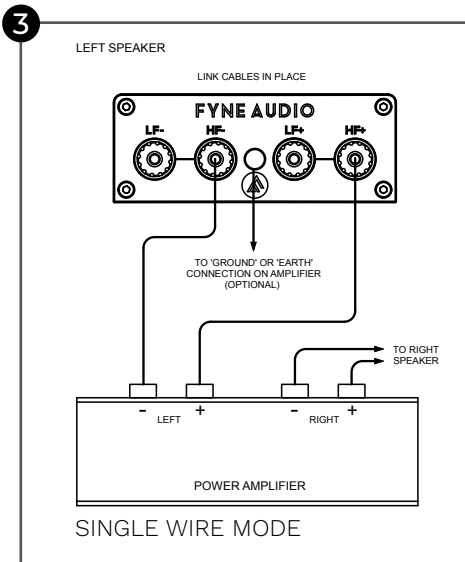 3
LEFT SPEAKER
LINK CABLES IN PLACE
FYNE AUDIO
LF- HF- LF+ HF+
TO 'GROUND' OR 'EARTH'
CONNECTION ON AMPLIFIER
(OPTIONAL)
TO RIGHT
SPEAKER
- + - +
LEFT RIGHT
POWER AMPLIFIER
SINGLE WIRE MODE